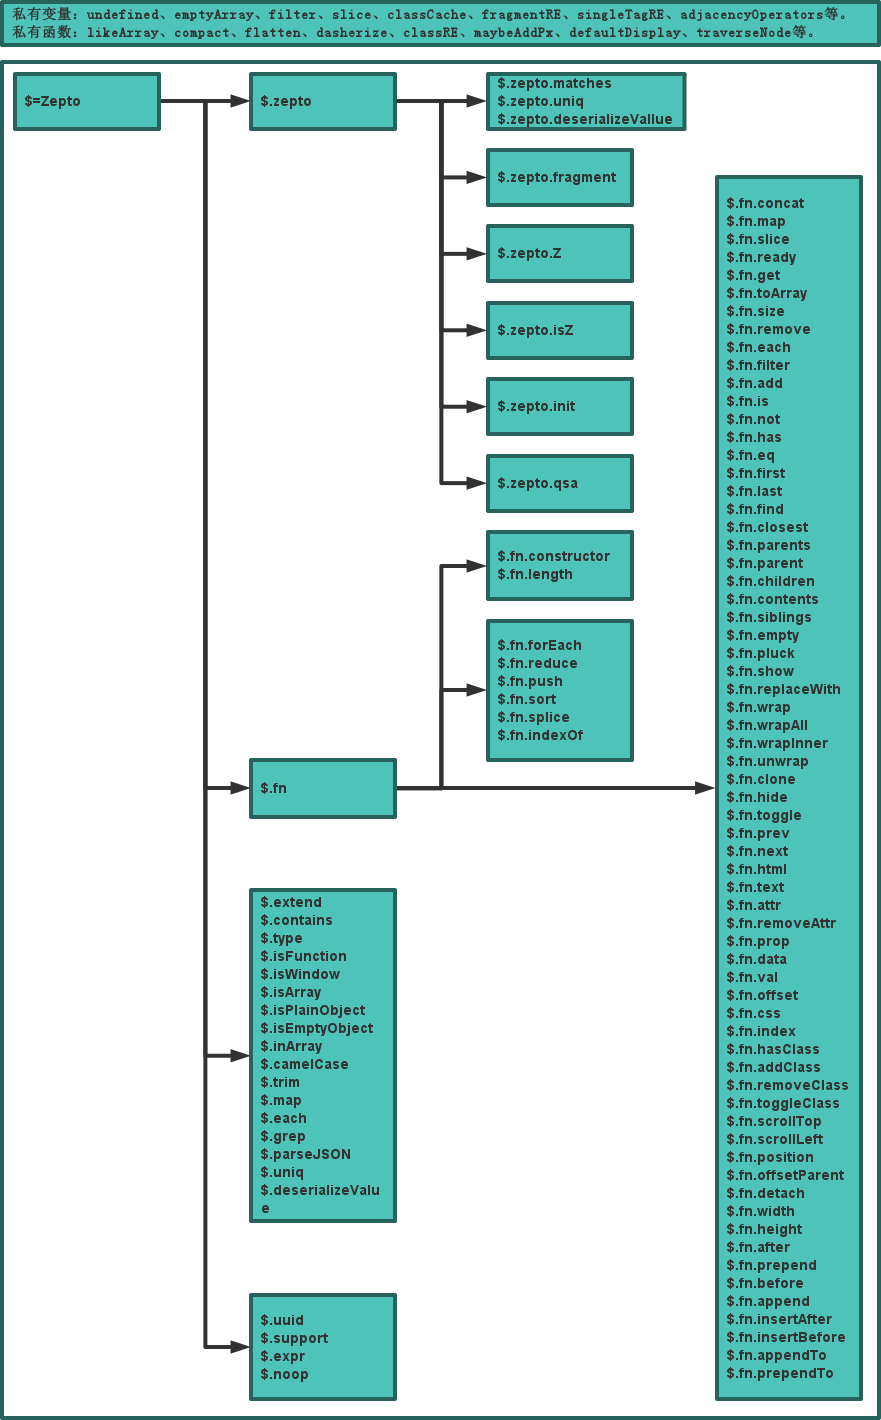 私有变量：undefined、emptyArray、filter、slice、classCache、fragmentRE、singleTagRE、adjacencyOperators等。
私有函数：likeArray、compact、flatten、dasherize、classRE、maybeAddPx、defaultDisplay、traverseNode等。
$=Zepto
$.zepto
$.zepto.matches
$.zepto.uniq
$.zepto.deserializeVallue
$.zepto.fragment
$.zepto.Z
$.zepto.isZ
$.zepto.init
$.zepto.qsa
$.fn.constructor
$.fn.length
$.fn.forEach
$.fn.reduce
$.fn.push
$.fn.sort
$.fn.splice
$.fn.indexOf
$.fn
$.extend
$.contains
$.type
$.isFunction
$.isWindow
$.isArray
$.isPlainObject
$.isEmptyObject
$.inArray
$.camelCase
$.trim
$.map
$.each
$.grep
$.parseJSON
$.uniq
$.deserializeValu
e
$.uuid
$.support
$.expr
$.noop
$.fn.concat
$.fn.map
$.fn.slice
$.fn.ready
$.fn.get
$.fn.toArray
$.fn.size
$.fn.remove
$.fn.each
$.fn.filter
$.fn.add
$.fn.is
$.fn.not
$.fn.has
$.fn.eq
$.fn.first
$.fn.last
$.fn.find
$.fn.closest
$.fn.parents
$.fn.parent
$.fn.children
$.fn.contents
$.fn.siblings
$.fn.empty
$.fn.pluck
$.fn.show
$.fn.replaceWith
$.fn.wrap
$.fn.wrapAll
$.fn.wrapInner
$.fn.unwrap
$.fn.clone
$.fn.hide
$.fn.toggle
$.fn.prev
$.fn.next
$.fn.html
$.fn.text
$.fn.attr
$.fn.removeAttr
$.fn.prop
$.fn.data
$.fn.val
$.fn.offset
$.fn.css
$.fn.index
$.fn.hasClass
$.fn.addClass
$.fn.removeClass
$.fn.toggleClass
$.fn.scrollTop
$.fn.scrollLeft
$.fn.position
$.fn.offsetParent
$.fn.detach
$.fn.width
$.fn.height
$.fn.after
$.fn.prepend
$.fn.before
$.fn.append
$.fn.insertAfter
$.fn.insertBefore
$.fn.appendTo
$.fn.prependTo